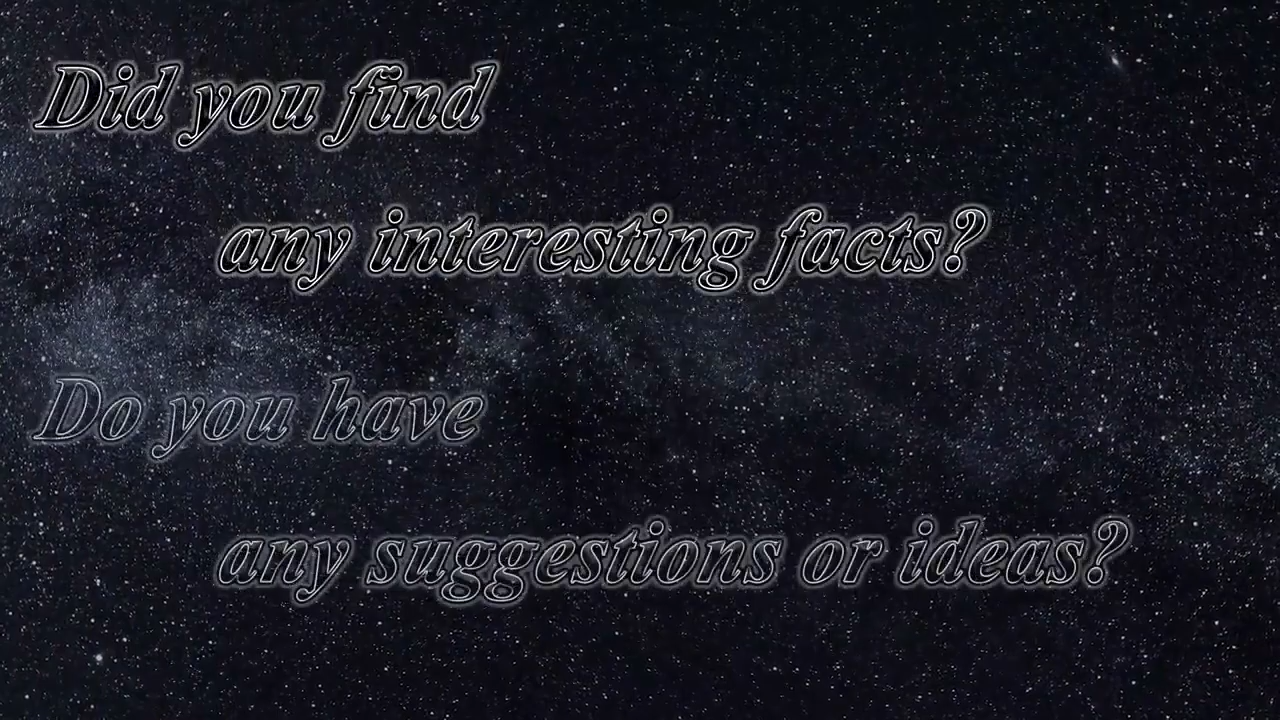 Did you find
any interesting facts?
Do you have
any suggestions or ideas?